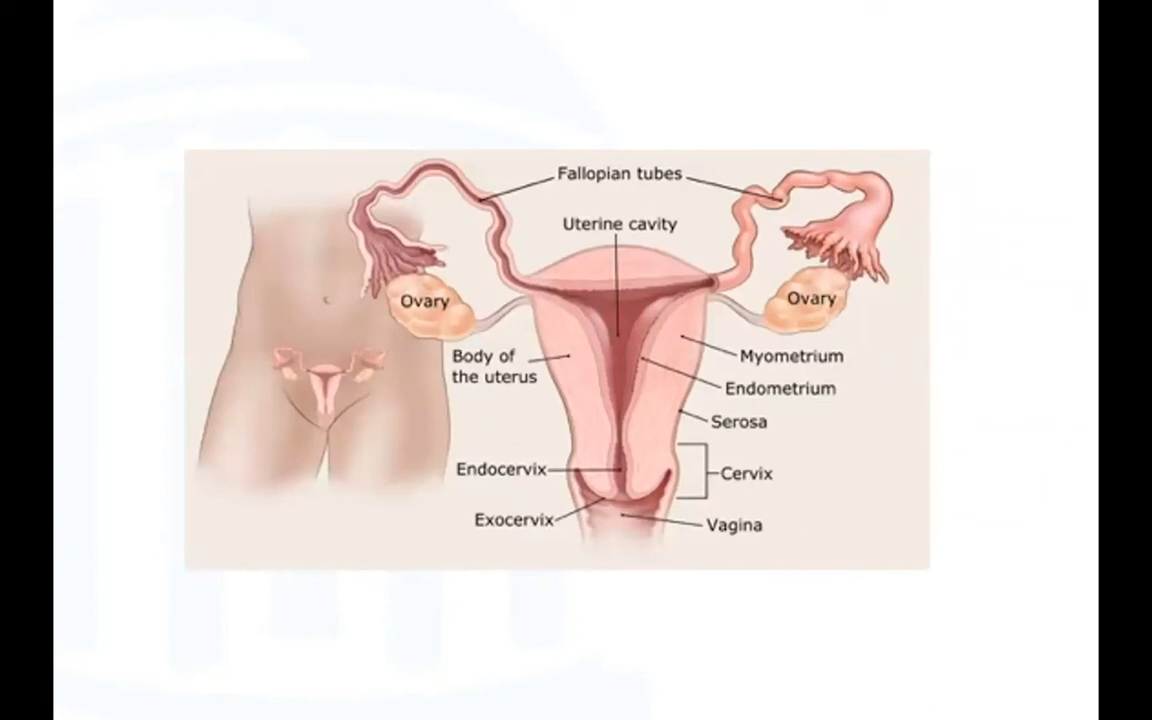 Fallopian tubes
Uterine cavity
Ovary
Ovary
Body of
the uterus
Myometrium
Endometrium
Serosa
Endocervix
Cervix
Exocervix
Vagina